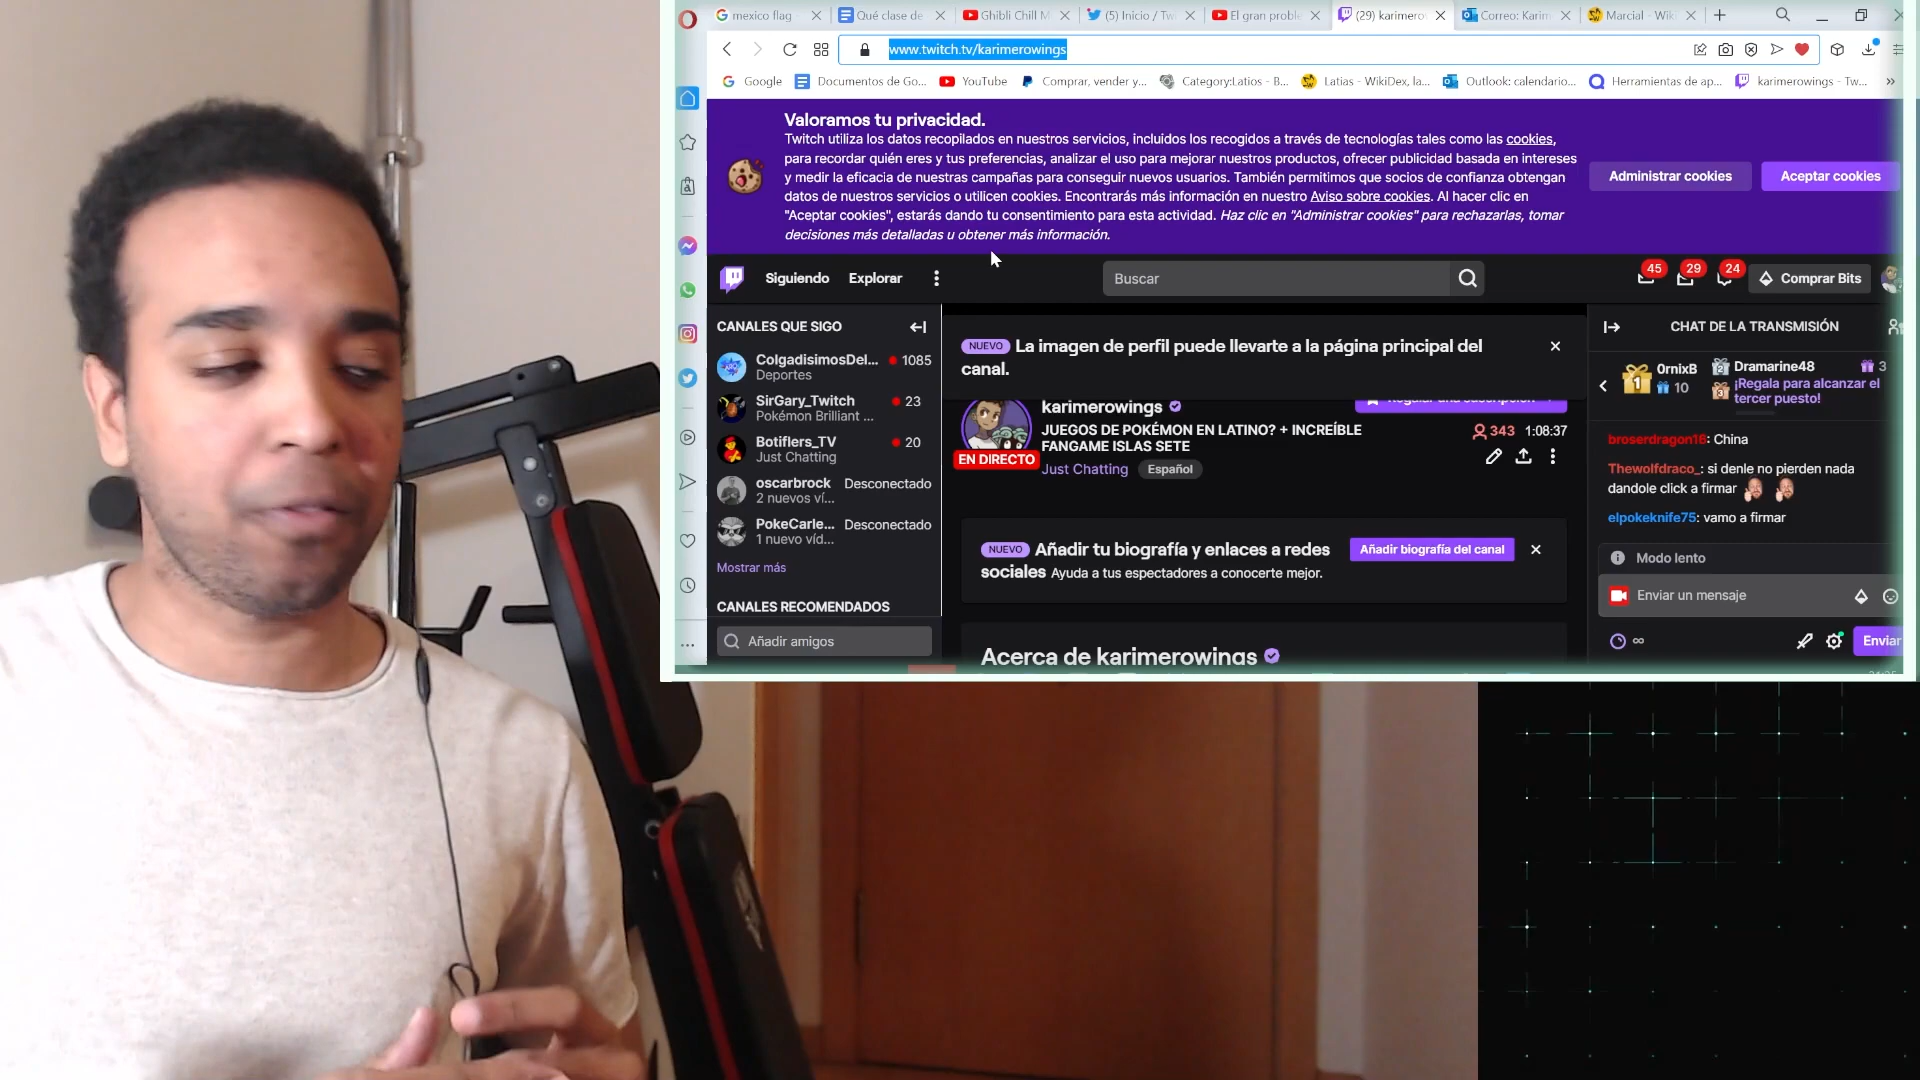 mexico flag
Qué clase de
Ghibli Chill M
(5) Inicio / Tw
El gran proble
(29) karimero
Correo: Karim
Marcial - Wiki
www.twitch.tv/karimerowings
Google
Documentos de Go...
YouTube
Comprar, vender y...
Category:Latios - B...
Latias - WikiDex, la...
Outlook: calendario...
Herramientas de ap...
karimerowings - Tw...
Valoramos tu privacidad.
Twitch utiliza los datos recopilados en nuestros servicios, incluidos los recogidos a través de tecnologías tales como las cookies,
para recordar quién eres y tus preferencias, analizar el uso para mejorar nuestros productos, ofrecer publicidad basada en intereses
y medir la eficacia de nuestras campañas para conseguir nuevos usuarios. También permitimos que socios de confianza obtengan
datos de nuestros servicios o utilicen cookies. Encontrarás más información en nuestro Aviso sobre cookies. Al hacer clic en
"Aceptar cookies", estarás dando tu consentimiento para esta actividad. Haz clic en "Administrar cookies" para rechazarlas, tomar
decisiones más detalladas u obtener más información.
Administrar cookies
Aceptar cookies
Siguiendo
Explorar
Buscar
45
29
24
Comprar Bits
CANALES QUE SIGO
ColgadisimosDel...
1085
Deportes
SirGary_Twitch
23
Pokémon Brilliant ...
Botiflers_TV
20
Just Chatting
oscarbrock
Desconectado
2 nuevos ví...
PokeCarle...
Desconectado
1 nuevo víd...
Mostrar más
CANALES RECOMENDADOS
Añadir amigos
NUEVO La imagen de perfil puede llevarte a la página principal del
canal.
karimerowings
JUEGOS DE POKÉMON EN LATINO? + INCREÍBLE
FANGAME ISLAS SETE
EN DIRECTO
Just Chatting
Español
343
1:08:37
NUEVO Añadir tu biografía y enlaces a redes
sociales Ayuda a tus espectadores a conocerte mejor.
Añadir biografía del canal
Acerca de karimerowings
CHAT DE LA TRANSMISIÓN
1
0rnixB
10
2
Dramarine48
3
3
¡Regala para alcanzar el
tercer puesto!
broserdragon16: China
Thewolfdraco_: si denle no pierden nada
dandole click a firmar
elpokeknife75: vamo a firmar
Modo lento
Enviar un mensaje
∞
Enviar